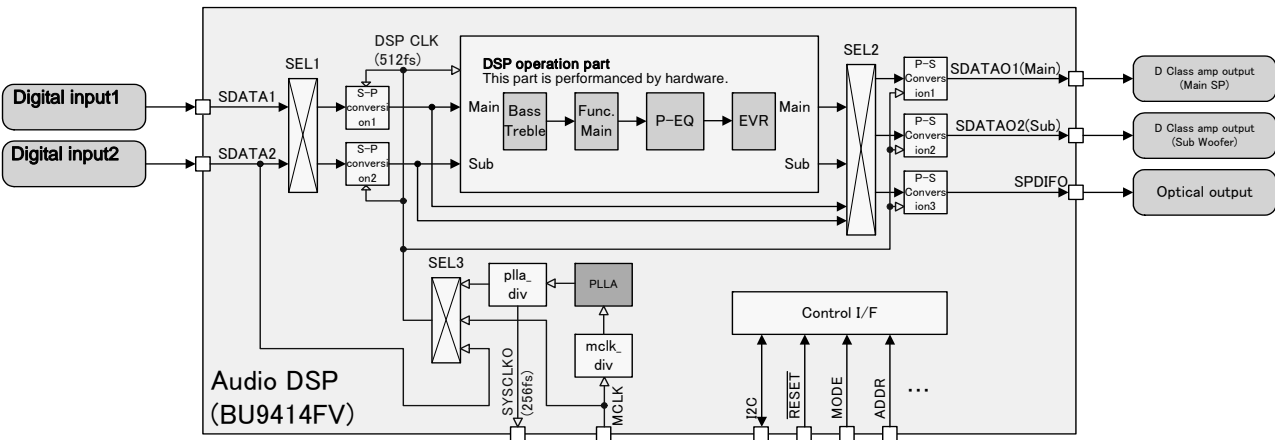 Digital input1
Digital input2
SDATA1
SDATA2
SEL1
DSP CLK
(512fs)
S-P
conversi
on1
S-P
conversi
on2
DSP operation part
This part is performanced by hardware.
Main
Bass
Treble
Func.
Main
P-EQ
EVR
Main
Sub
Sub
SEL2
P-S
Convers
ion1
P-S
Convers
ion2
P-S
Convers
ion3
SDATAO1(Main)
SDATAO2(Sub)
SPDIFO
D Class amp output
(Main SP)
D Class amp output
(Sub Woofer)
Optical output
SEL3
plla_
div
PLLA
mclk_
div
SYSCLKO
(256fs)
MCLK
Control I/F
I2C
RESET
MODE
ADDR
...
Audio DSP
(BU9414FV)